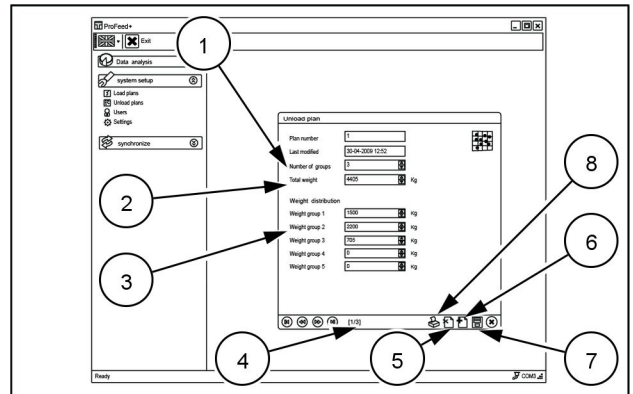 ProFeed+
Exit
Data analysis
system setup
Load plans
Unload plans
Users
Settings
synchronize
Unload plan
Plan number 1
Last modified 30-04-2009 12:52
Number of groups 3
Total weight 4405 Kg
Weight distribution
Weight group 1 1500 Kg
Weight group 2 2200 Kg
Weight group 3 705 Kg
Weight group 4 0 Kg
Weight group 5 0 Kg
[1/3]
Ready COM3
1
2
3
4
5
6
7
8